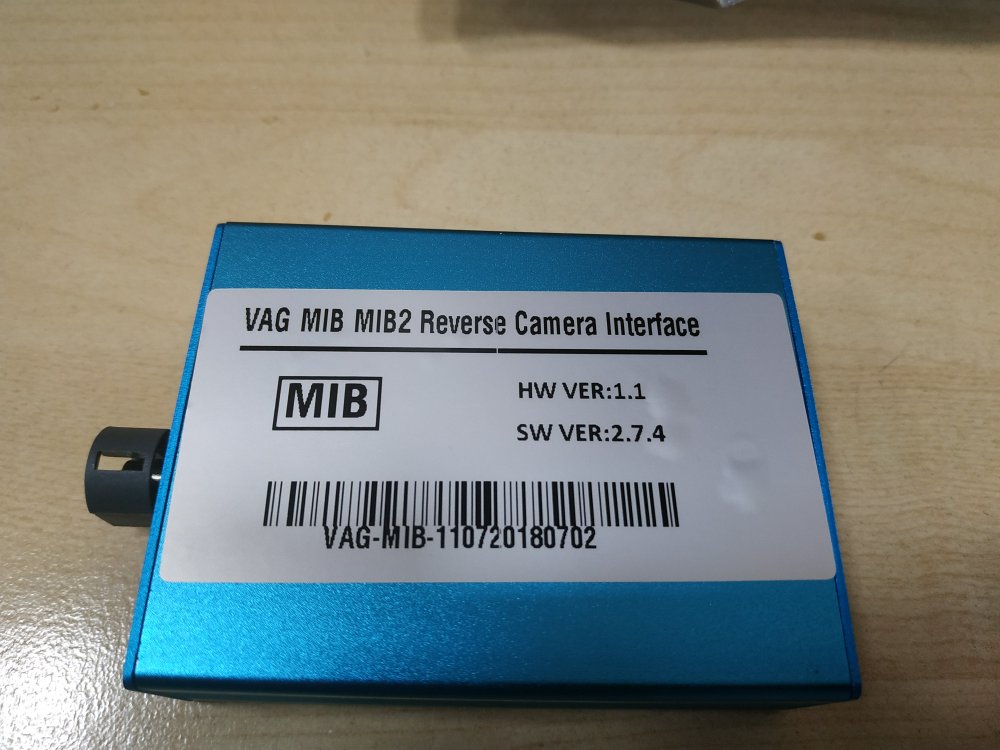 VAG MIB MIB2 Reverse Camera Interface
MIB
HW VER:1.1
SW VER:2.7.4
VAG-MIB-110720180702